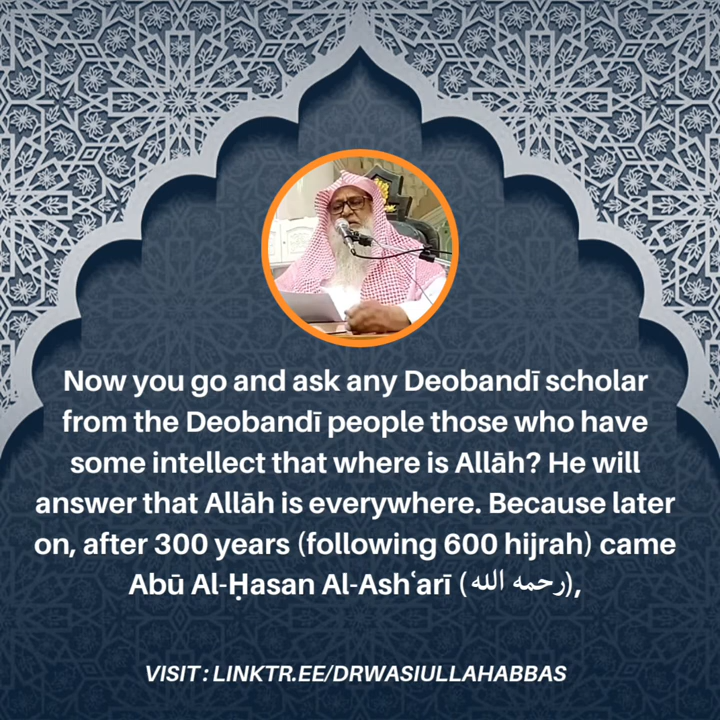 Now you go and ask any Deobandī scholar
from the Deobandī people those who have
some intellect that where is Allāh? He will
answer that Allāh is everywhere. Because later
on, after 300 years (following 600 hijrah) came
Abū Al-Ḥasan Al-Ashʿarī (رحمه الله),
VISIT : LINKTR.EE/DRWASIULLAHABBAS